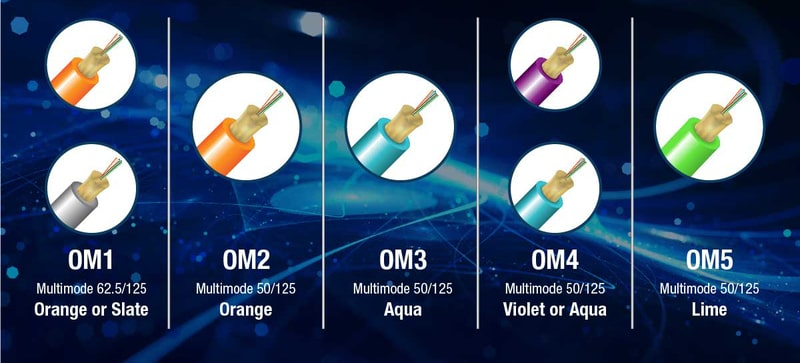 OM1
Multimode 62.5/125
Orange or Slate
OM2
Multimode 50/125
Orange
OM3
Multimode 50/125
Aqua
OM4
Multimode 50/125
Violet or Aqua
OM5
Multimode 50/125
Lime